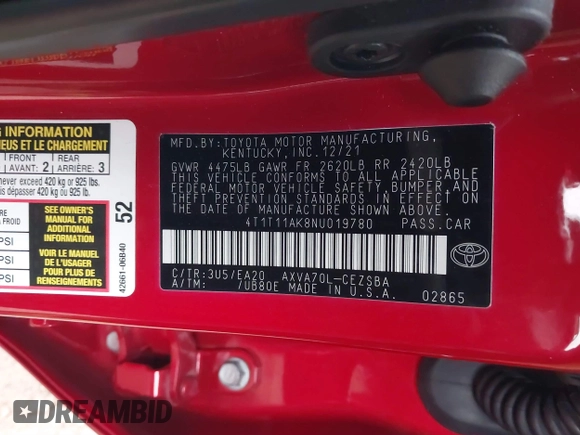 G INFORMATION
NEUS ET LE CHARGEMENT
FRONT 2 REAR 3
AVANT: ARRIÈRE:
never exceed 420 kg or 925 lbs.
dépasser 420 kg ou 925 lb.
SEE OWNER'S
MANUAL FOR
ADDITIONAL
INFORMATION
VOIR LE MANUEL
DE L'USAGER
POUR PLUS DE
RENSEIGNEMENTS
FROID
PSI
PSI
PSI
52
42661-06B40
MFD.BY: TOYOTA MOTOR MANUFACTURING,
KENTUCKY, INC. 12/21
GVWR 4475LB GAWR FR 2620LB RR 2420LB
THIS VEHICLE CONFORMS TO ALL APPLICABLE
FEDERAL MOTOR VEHICLE SAFETY, BUMPER, AND
THEFT PREVENTION STANDARDS IN EFFECT ON
THE DATE OF MANUFACTURE SHOWN ABOVE.
4T1T11AK8NU019780 PASS.CAR
C/TR: 3U5/EA20 AXVA70L-CEZSBA
A/TM: /UB80E MADE IN U.S.A. 02865
TOYOTA
DREAMBID